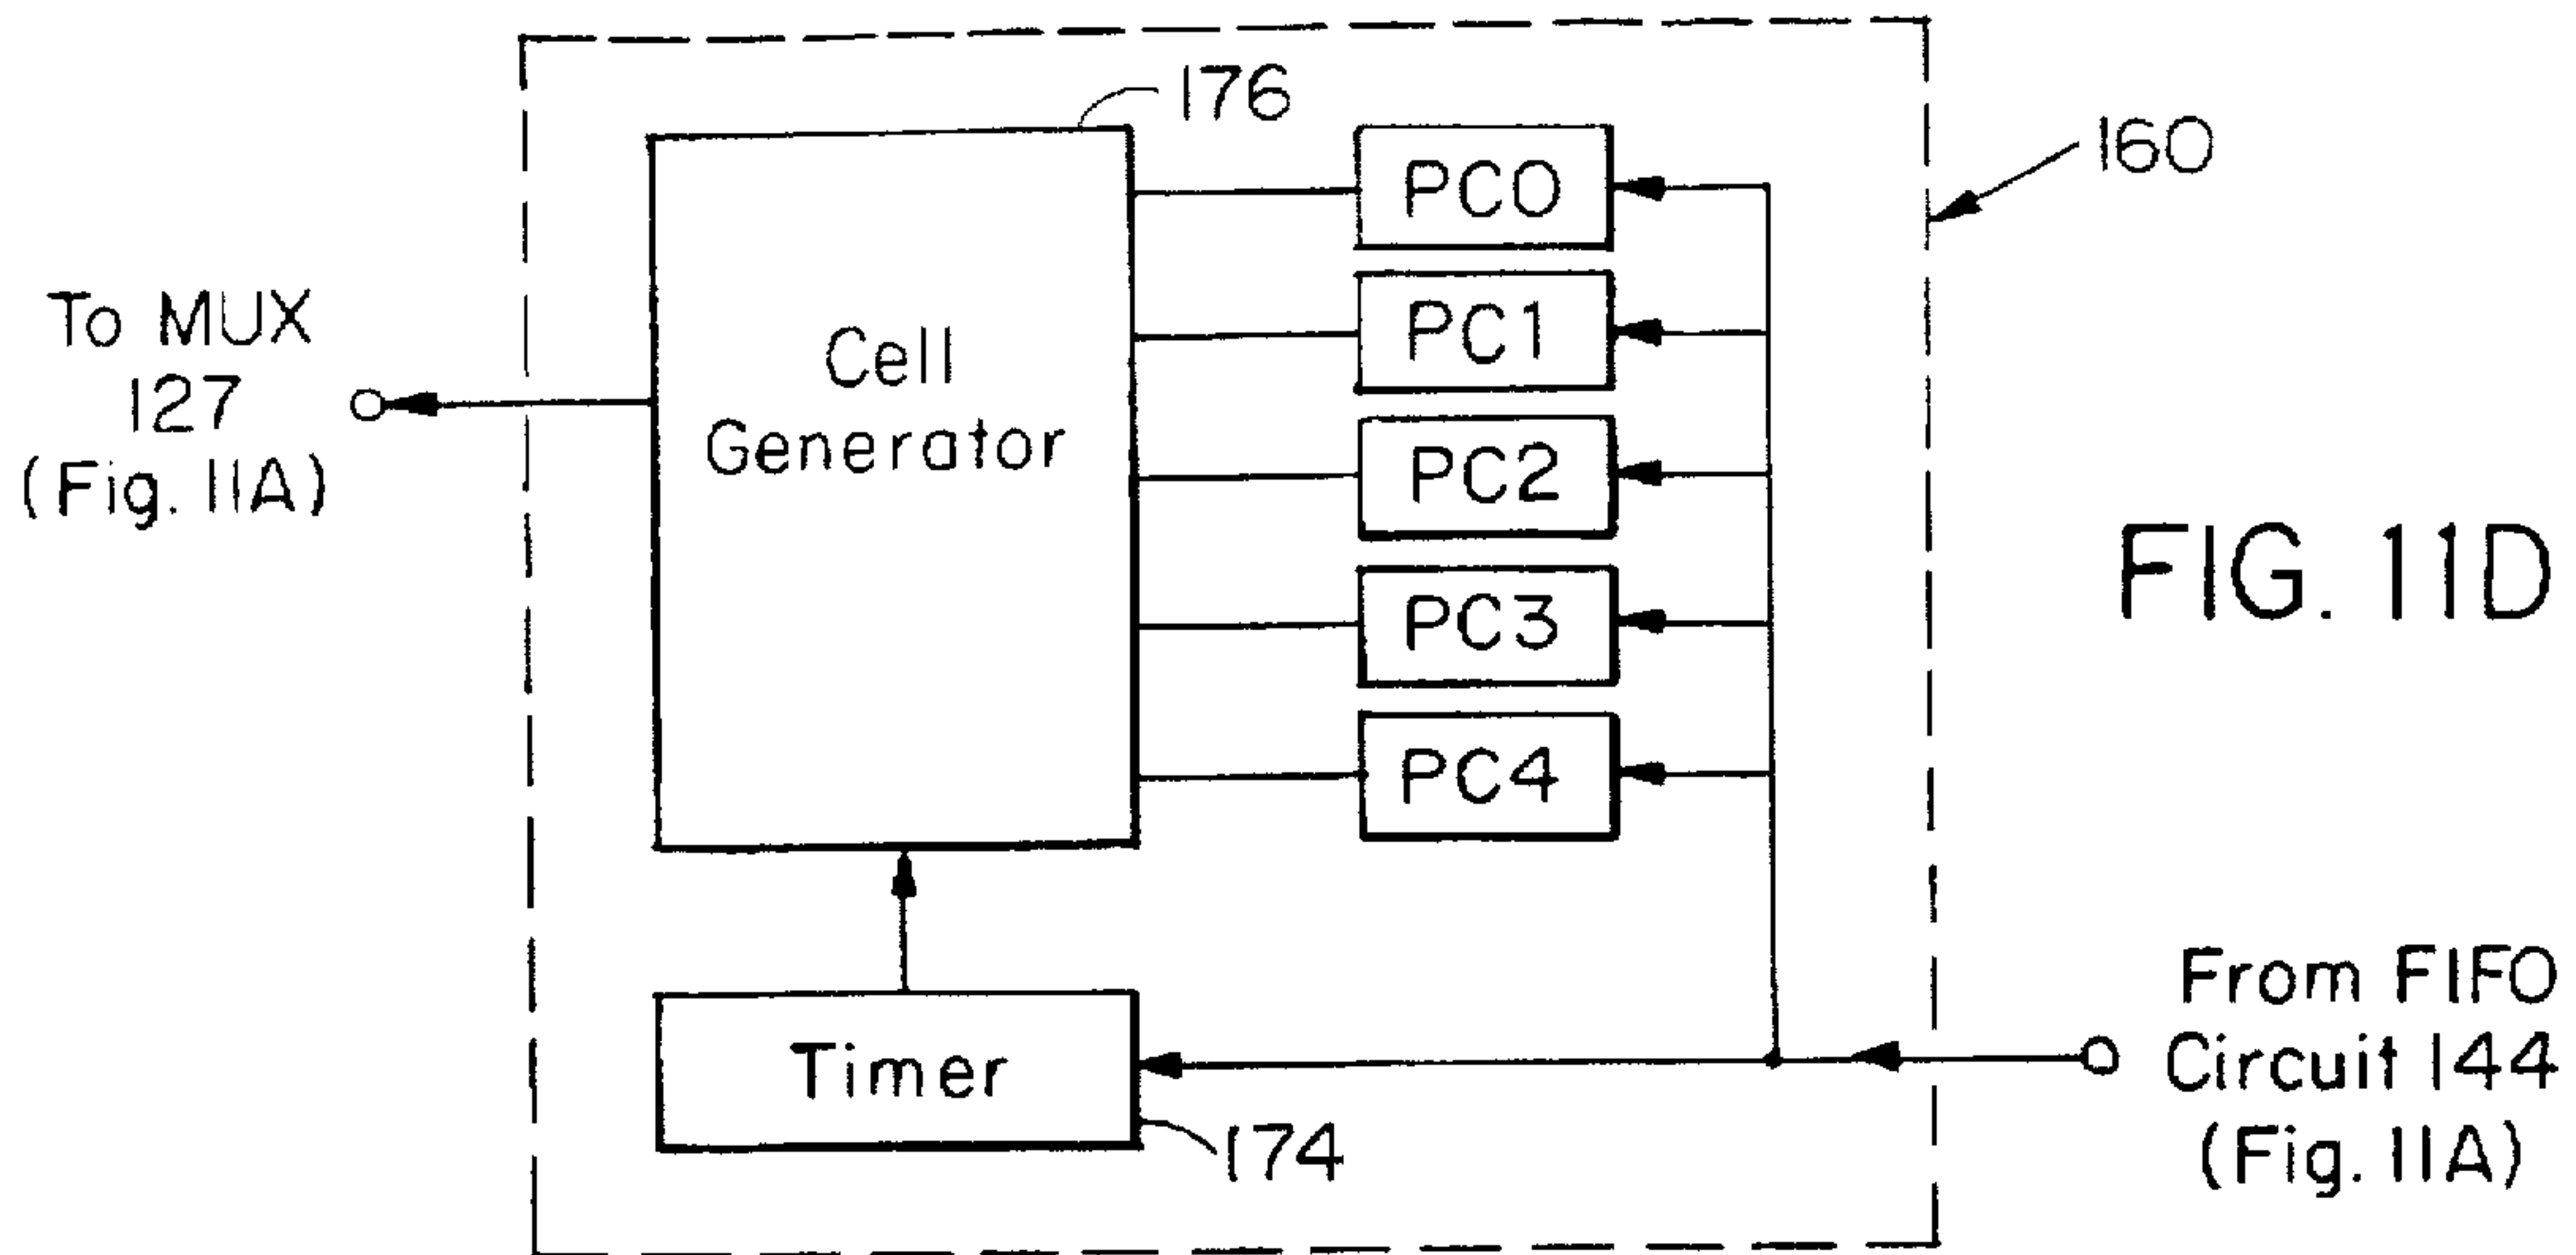 176
160
PC0
PC1
PC2
PC3
PC4
To MUX
127
(Fig. 11A)
Cell
Generator
FIG. 11D
Timer
174
From FIFO
Circuit 144
(Fig. 11A)